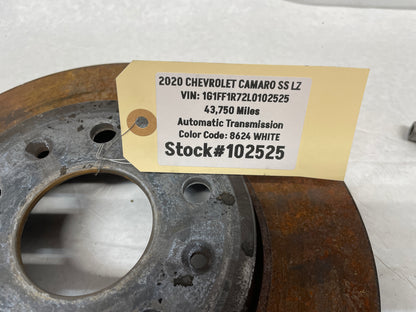 2020 CHEVROLET CAMARO SS LZ
VIN: 1G1FF1R72L0102525
43,750 Miles
Automatic Transmission
Color Code: 8624 WHITE
Stock#102525